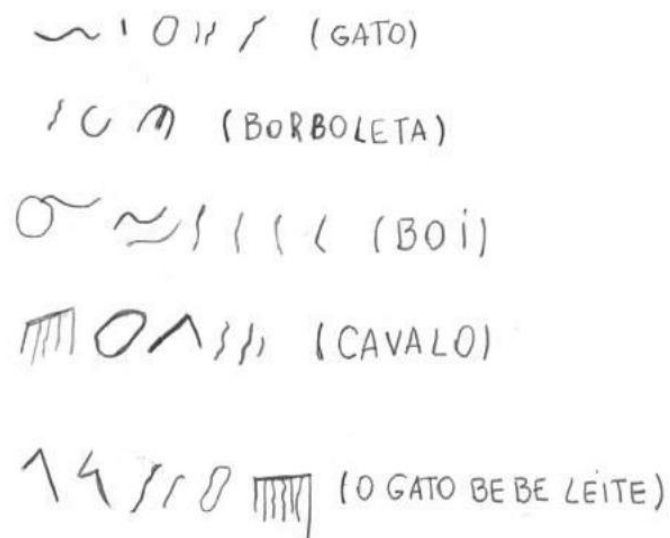 (GATO)
(BORBOLETA)
(BOi)
(CAVALO)
(O GATO BEBE LEiTE)